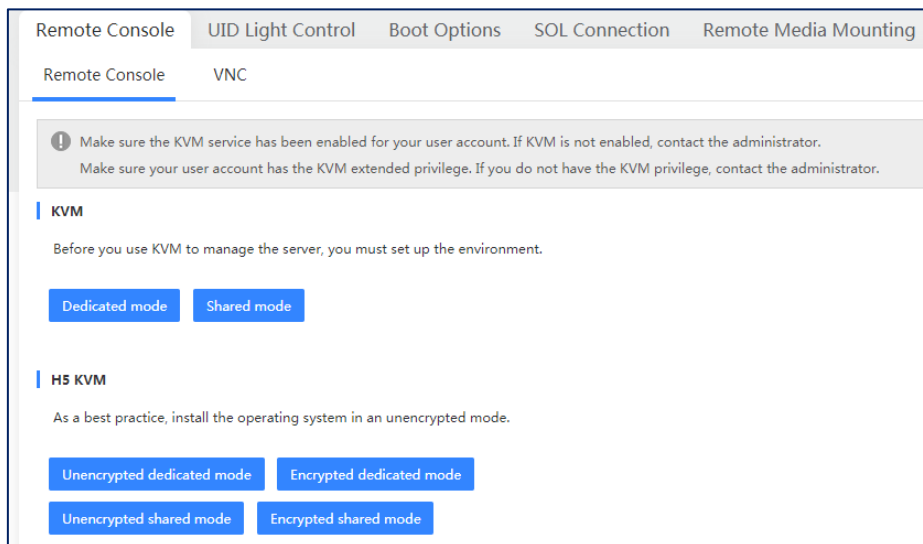 Remote Console UID Light Control Boot Options SOL Connection Remote Media Mounting
Remote Console VNC
Make sure the KVM service has been enabled for your user account. If KVM is not enabled, contact the administrator.
Make sure your user account has the KVM extended privilege. If you do not have the KVM privilege, contact the administrator.
KVM
Before you use KVM to manage the server, you must set up the environment.
Dedicated mode Shared mode
H5 KVM
As a best practice, install the operating system in an unencrypted mode.
Unencrypted dedicated mode Encrypted dedicated mode
Unencrypted shared mode Encrypted shared mode